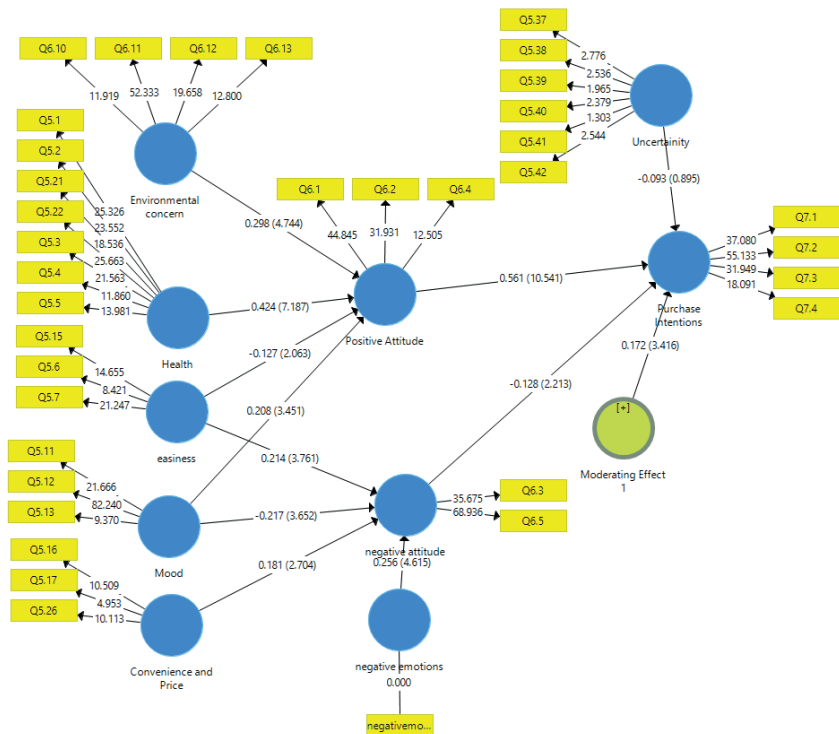 Q6.10
Q6.11
Q6.12
Q6.13
11.919
52.333
19.658
12.800
Environmental
concern
Q5.1
Q5.2
Q5.21
Q5.22
Q5.3
Q5.4
Q5.5
25.326
23.552
18.536
25.663
21.563
11.860
13.981
Health
Q5.15
Q5.6
Q5.7
14.655
8.421
21.247
easiness
Q5.11
Q5.12
Q5.13
21.666
82.240
9.370
Mood
Q5.16
Q5.17
Q5.26
10.509
4.953
10.113
Convenience and
Price
0.298 (4.744)
0.424 (7.187)
-0.127 (2.063)
0.208 (3.451)
0.214 (3.761)
-0.217 (3.652)
0.181 (2.704)
Q6.1
Q6.2
Q6.4
44.845
31.931
12.505
Positive Attitude
0.561 (10.541)
Q6.3
Q6.5
35.675
68.936
negative attitude
0.256 (4.615)
negative emotions
0.000
negativemo...
-0.128 (2.213)
Q5.37
Q5.38
Q5.39
Q5.40
Q5.41
Q5.42
2.776
2.536
1.965
2.379
1.303
2.544
Uncertainity
-0.093 (0.895)
Q7.1
Q7.2
Q7.3
Q7.4
37.080
55.133
31.949
18.091
Purchase
Intentions
0.172 (3.416)
[+]
Moderating Effect
1